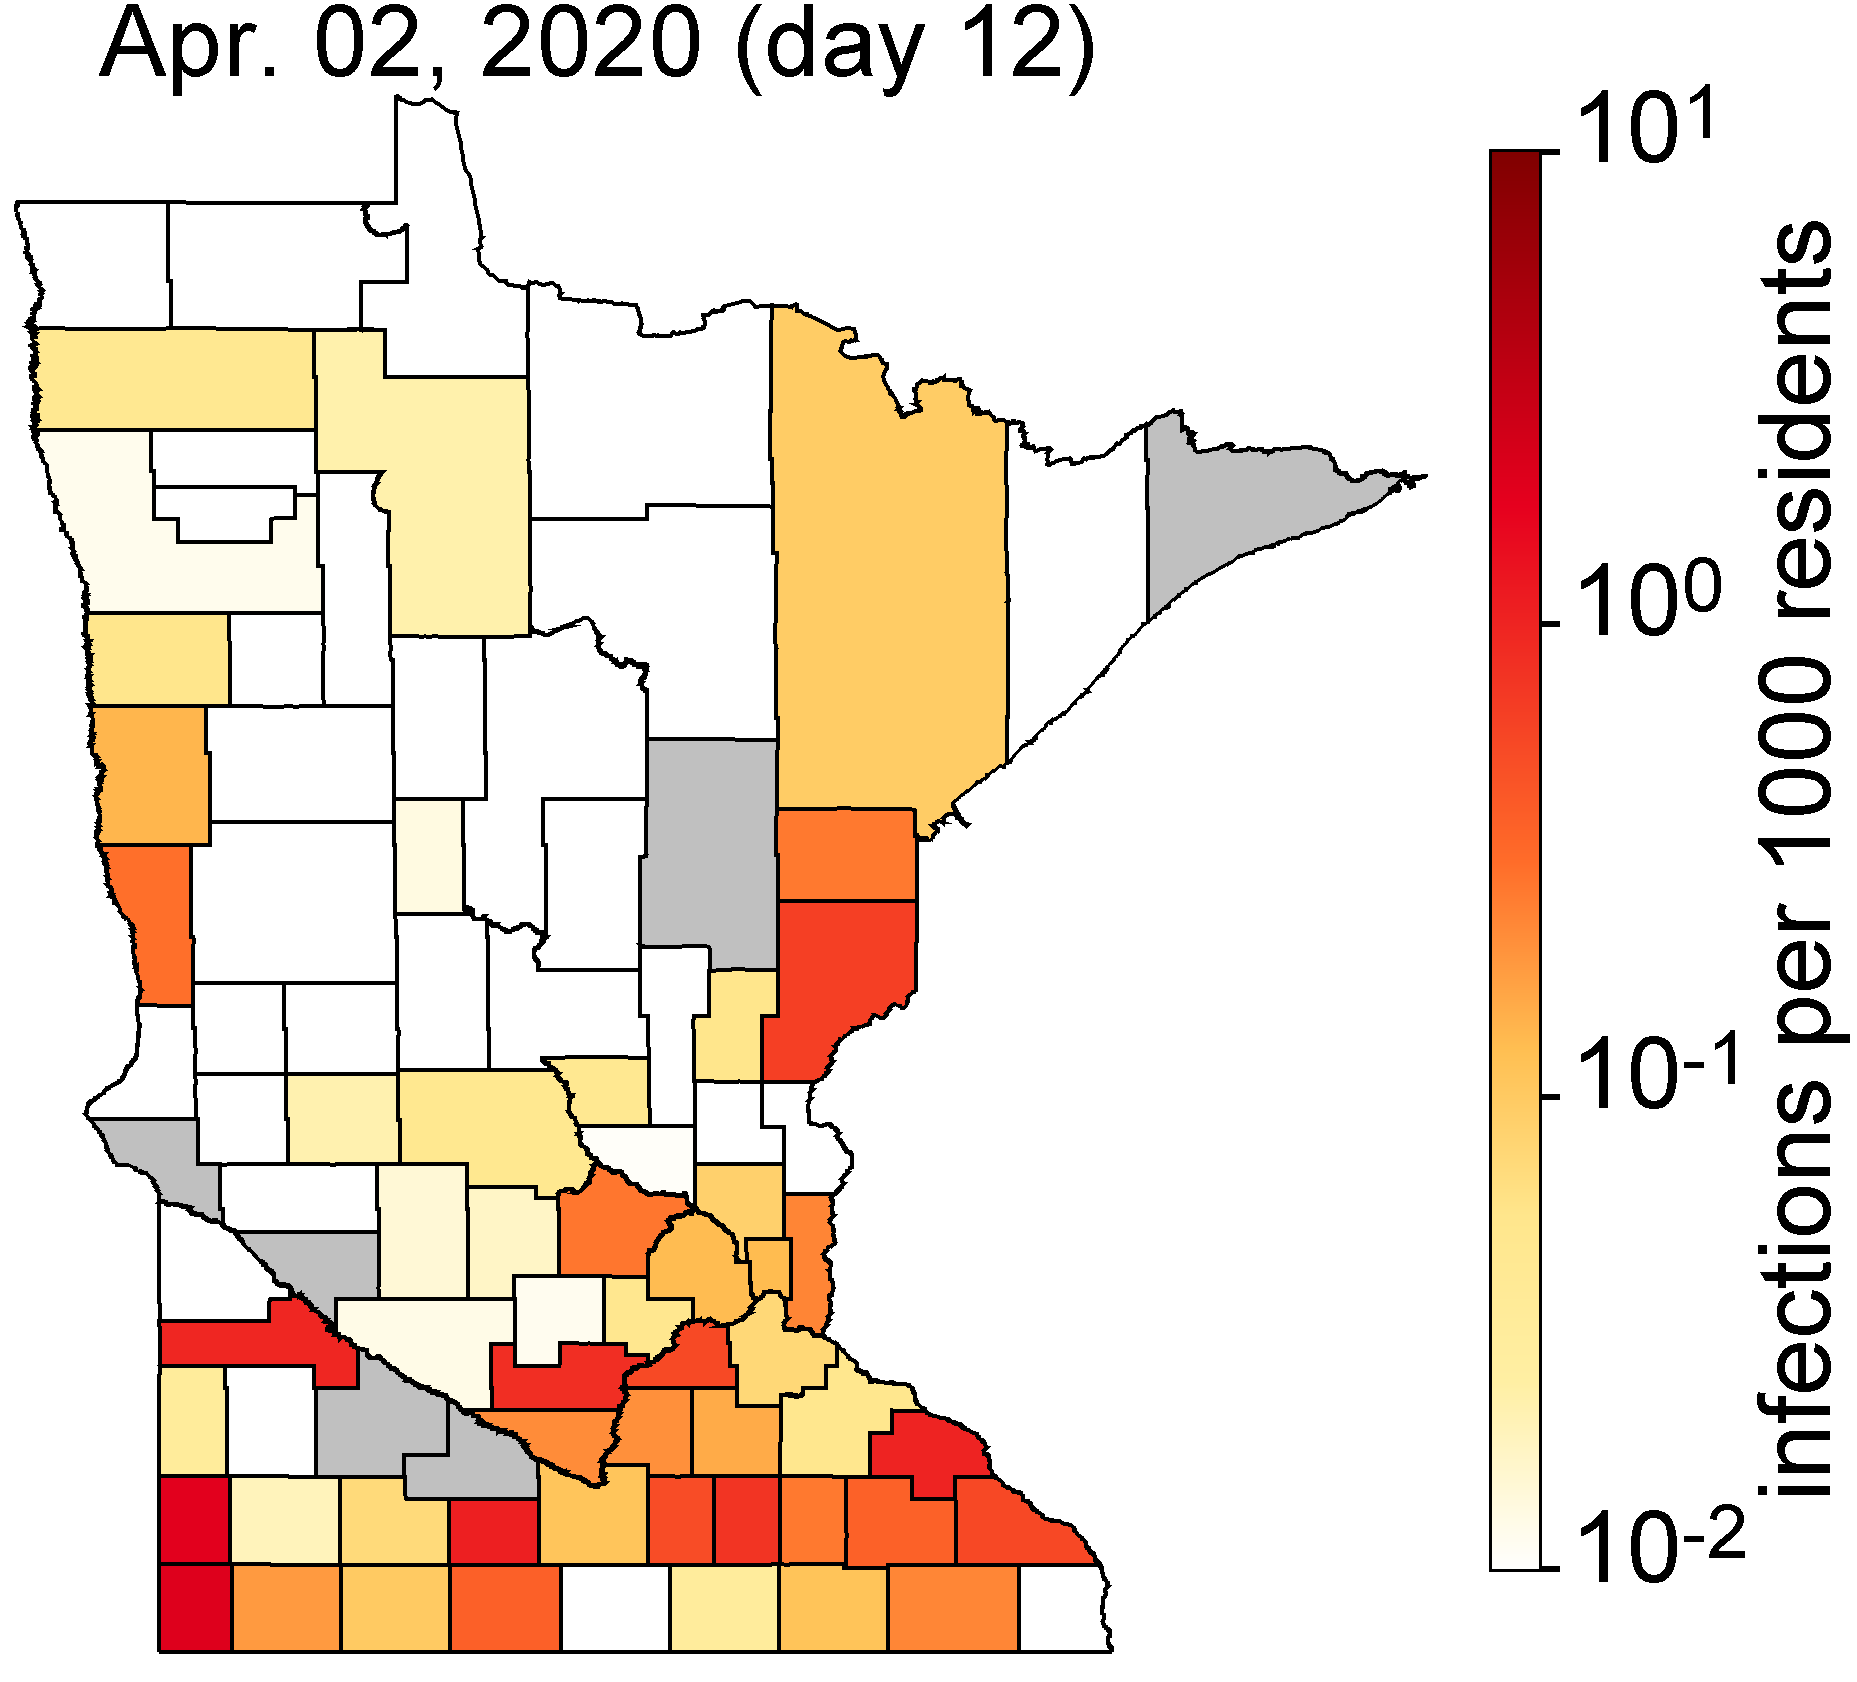 Apr. 02, 2020 (day 12)
10¹
10⁰
10⁻¹
10⁻²
infections per 1000 residents